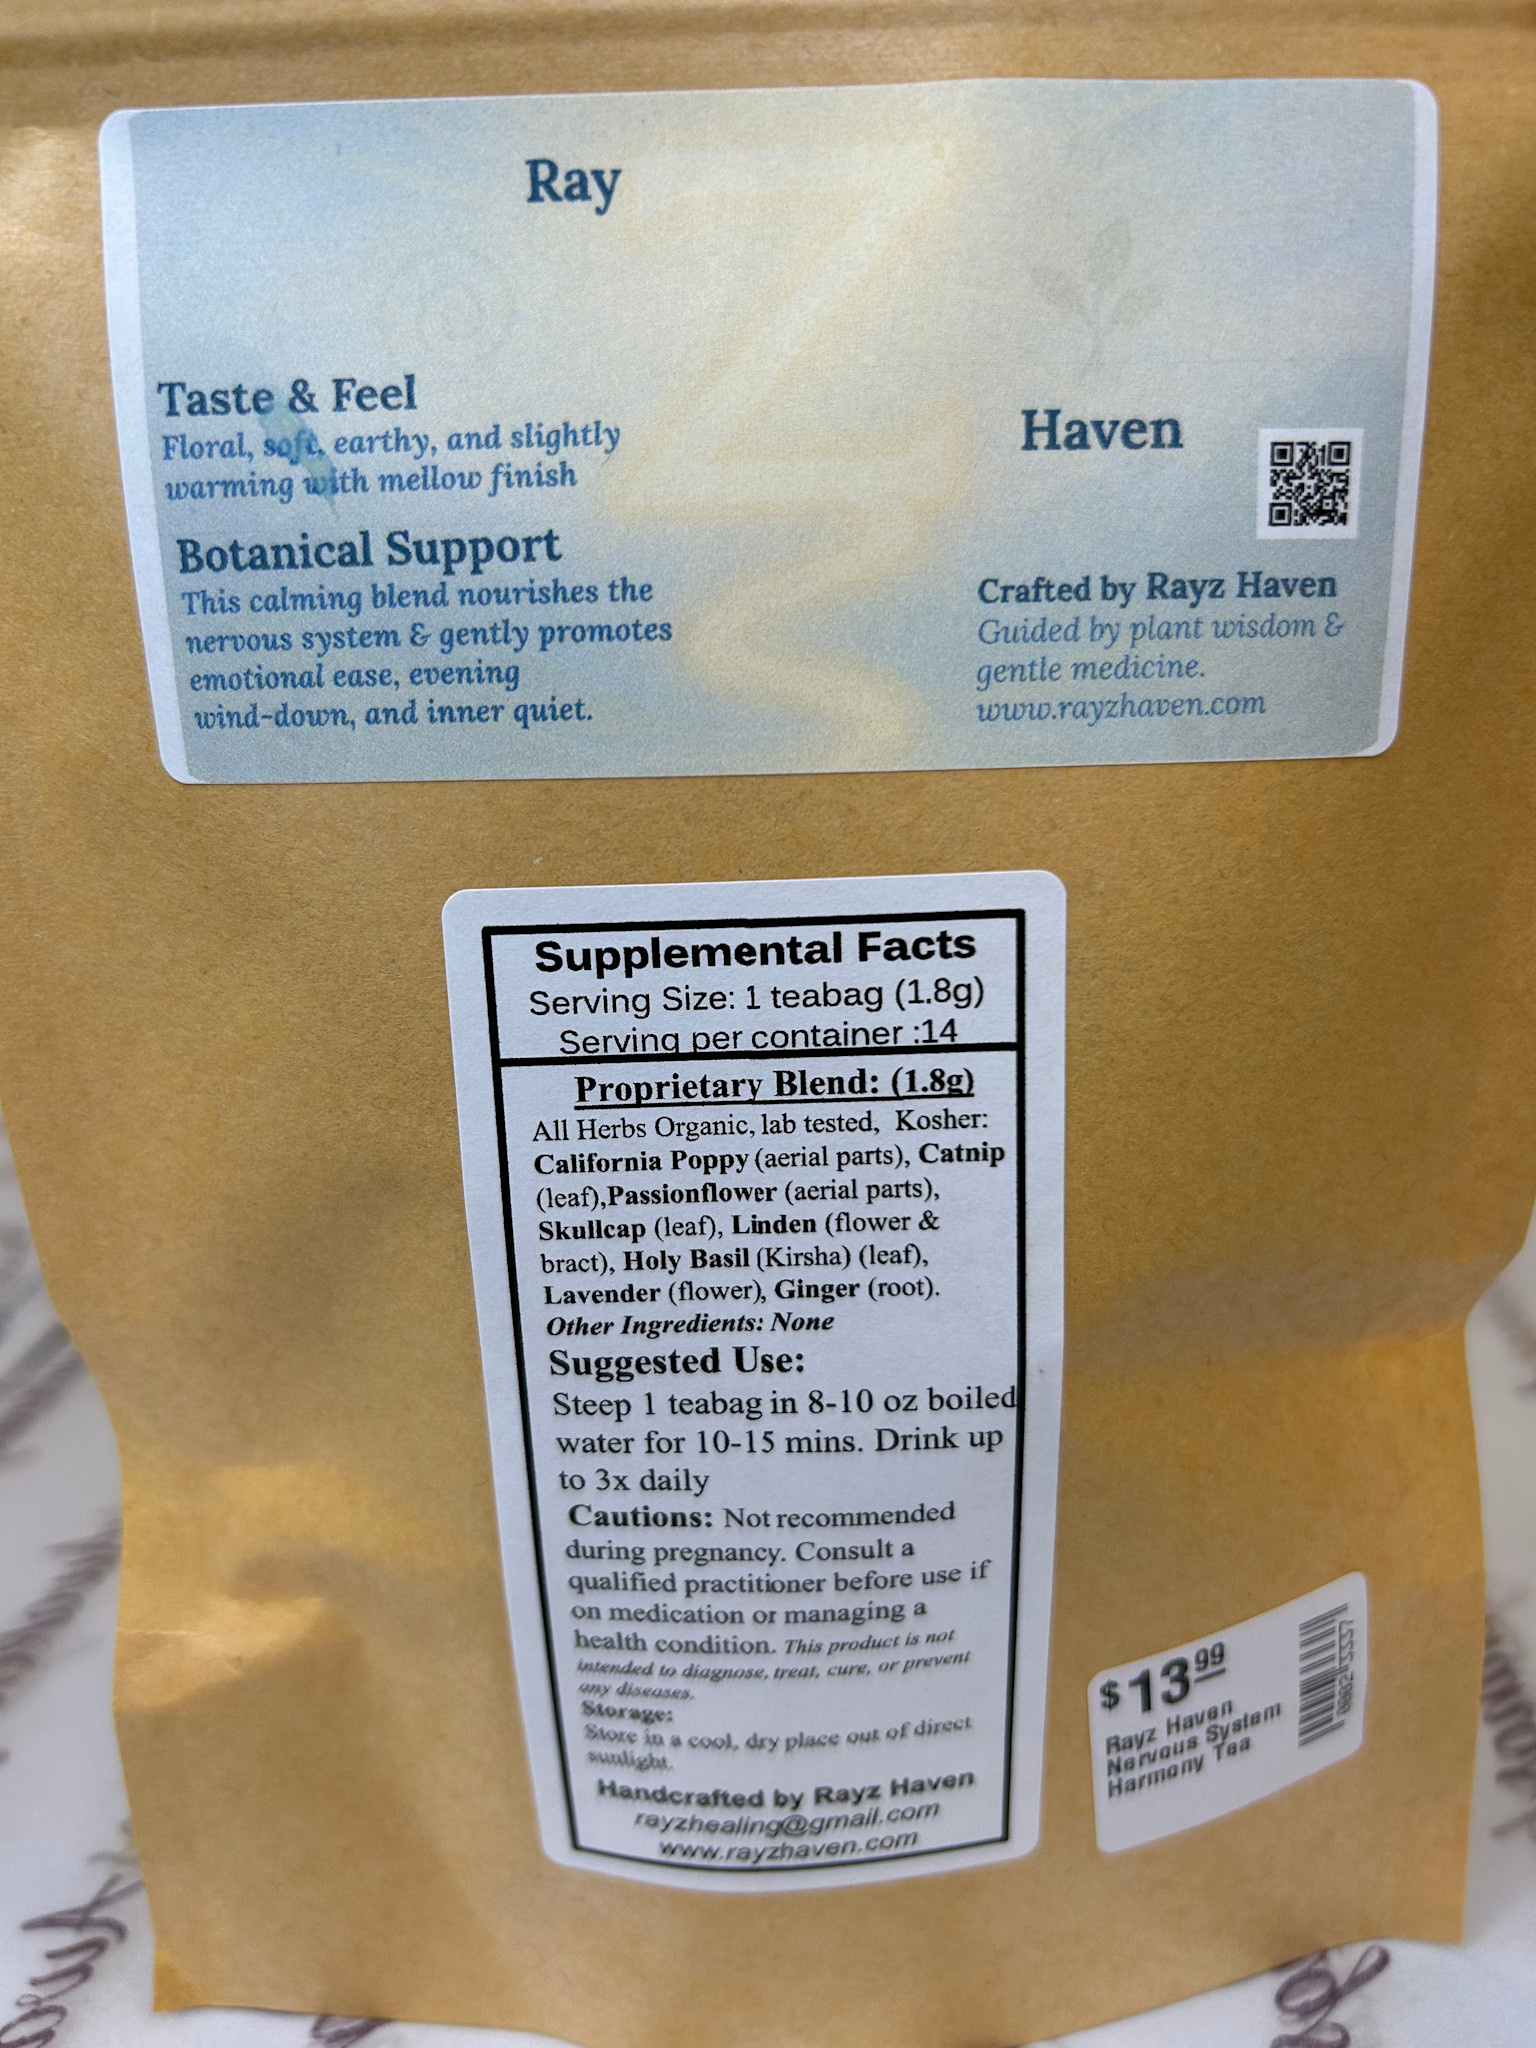 Ray
Taste & Feel
Floral, soft, earthy, and slightly
warming with mellow finish
Botanical Support
This calming blend nourishes the
nervous system & gently promotes
emotional ease, evening
wind-down, and inner quiet.
Haven
Crafted by Rayz Haven
Guided by plant wisdom &
gentle medicine.
www.rayzhaven.com
Supplemental Facts
Serving Size: 1 teabag (1.8g)
Serving per container :14
Proprietary Blend: (1.8g)
All Herbs Organic, lab tested, Kosher:
California Poppy (aerial parts), Catnip
(leaf),Passionflower (aerial parts),
Skullcap (leaf), Linden (flower &
bract), Holy Basil (Kirsha) (leaf),
Lavender (flower), Ginger (root).
Other Ingredients: None
Suggested Use:
Steep 1 teabag in 8-10 oz boiled
water for 10-15 mins. Drink up
to 3x daily
Cautions: Not recommended
during pregnancy. Consult a
qualified practitioner before use if
on medication or managing a
health condition. This product is not
intended to diagnose, treat, cure, or prevent
any diseases.
Storage:
Store in a cool, dry place out of direct
sunlight.
Handcrafted by Rayz Haven
rayzhealing@gmail.com
www.rayzhaven.com
$13.99
Rayz Haven
Nervous System
Harmony Tea